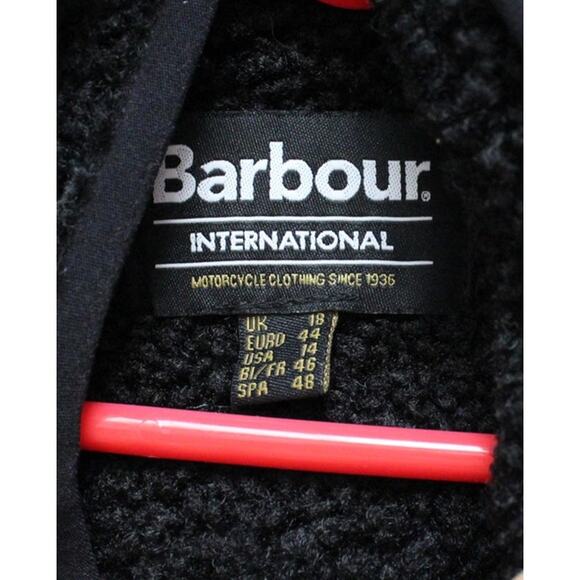 Barbour®
INTERNATIONAL
MOTORCYCLE CLOTHING SINCE 1936
UK 18
EURO 44
USA 14
BI/FR 46
SPA 48